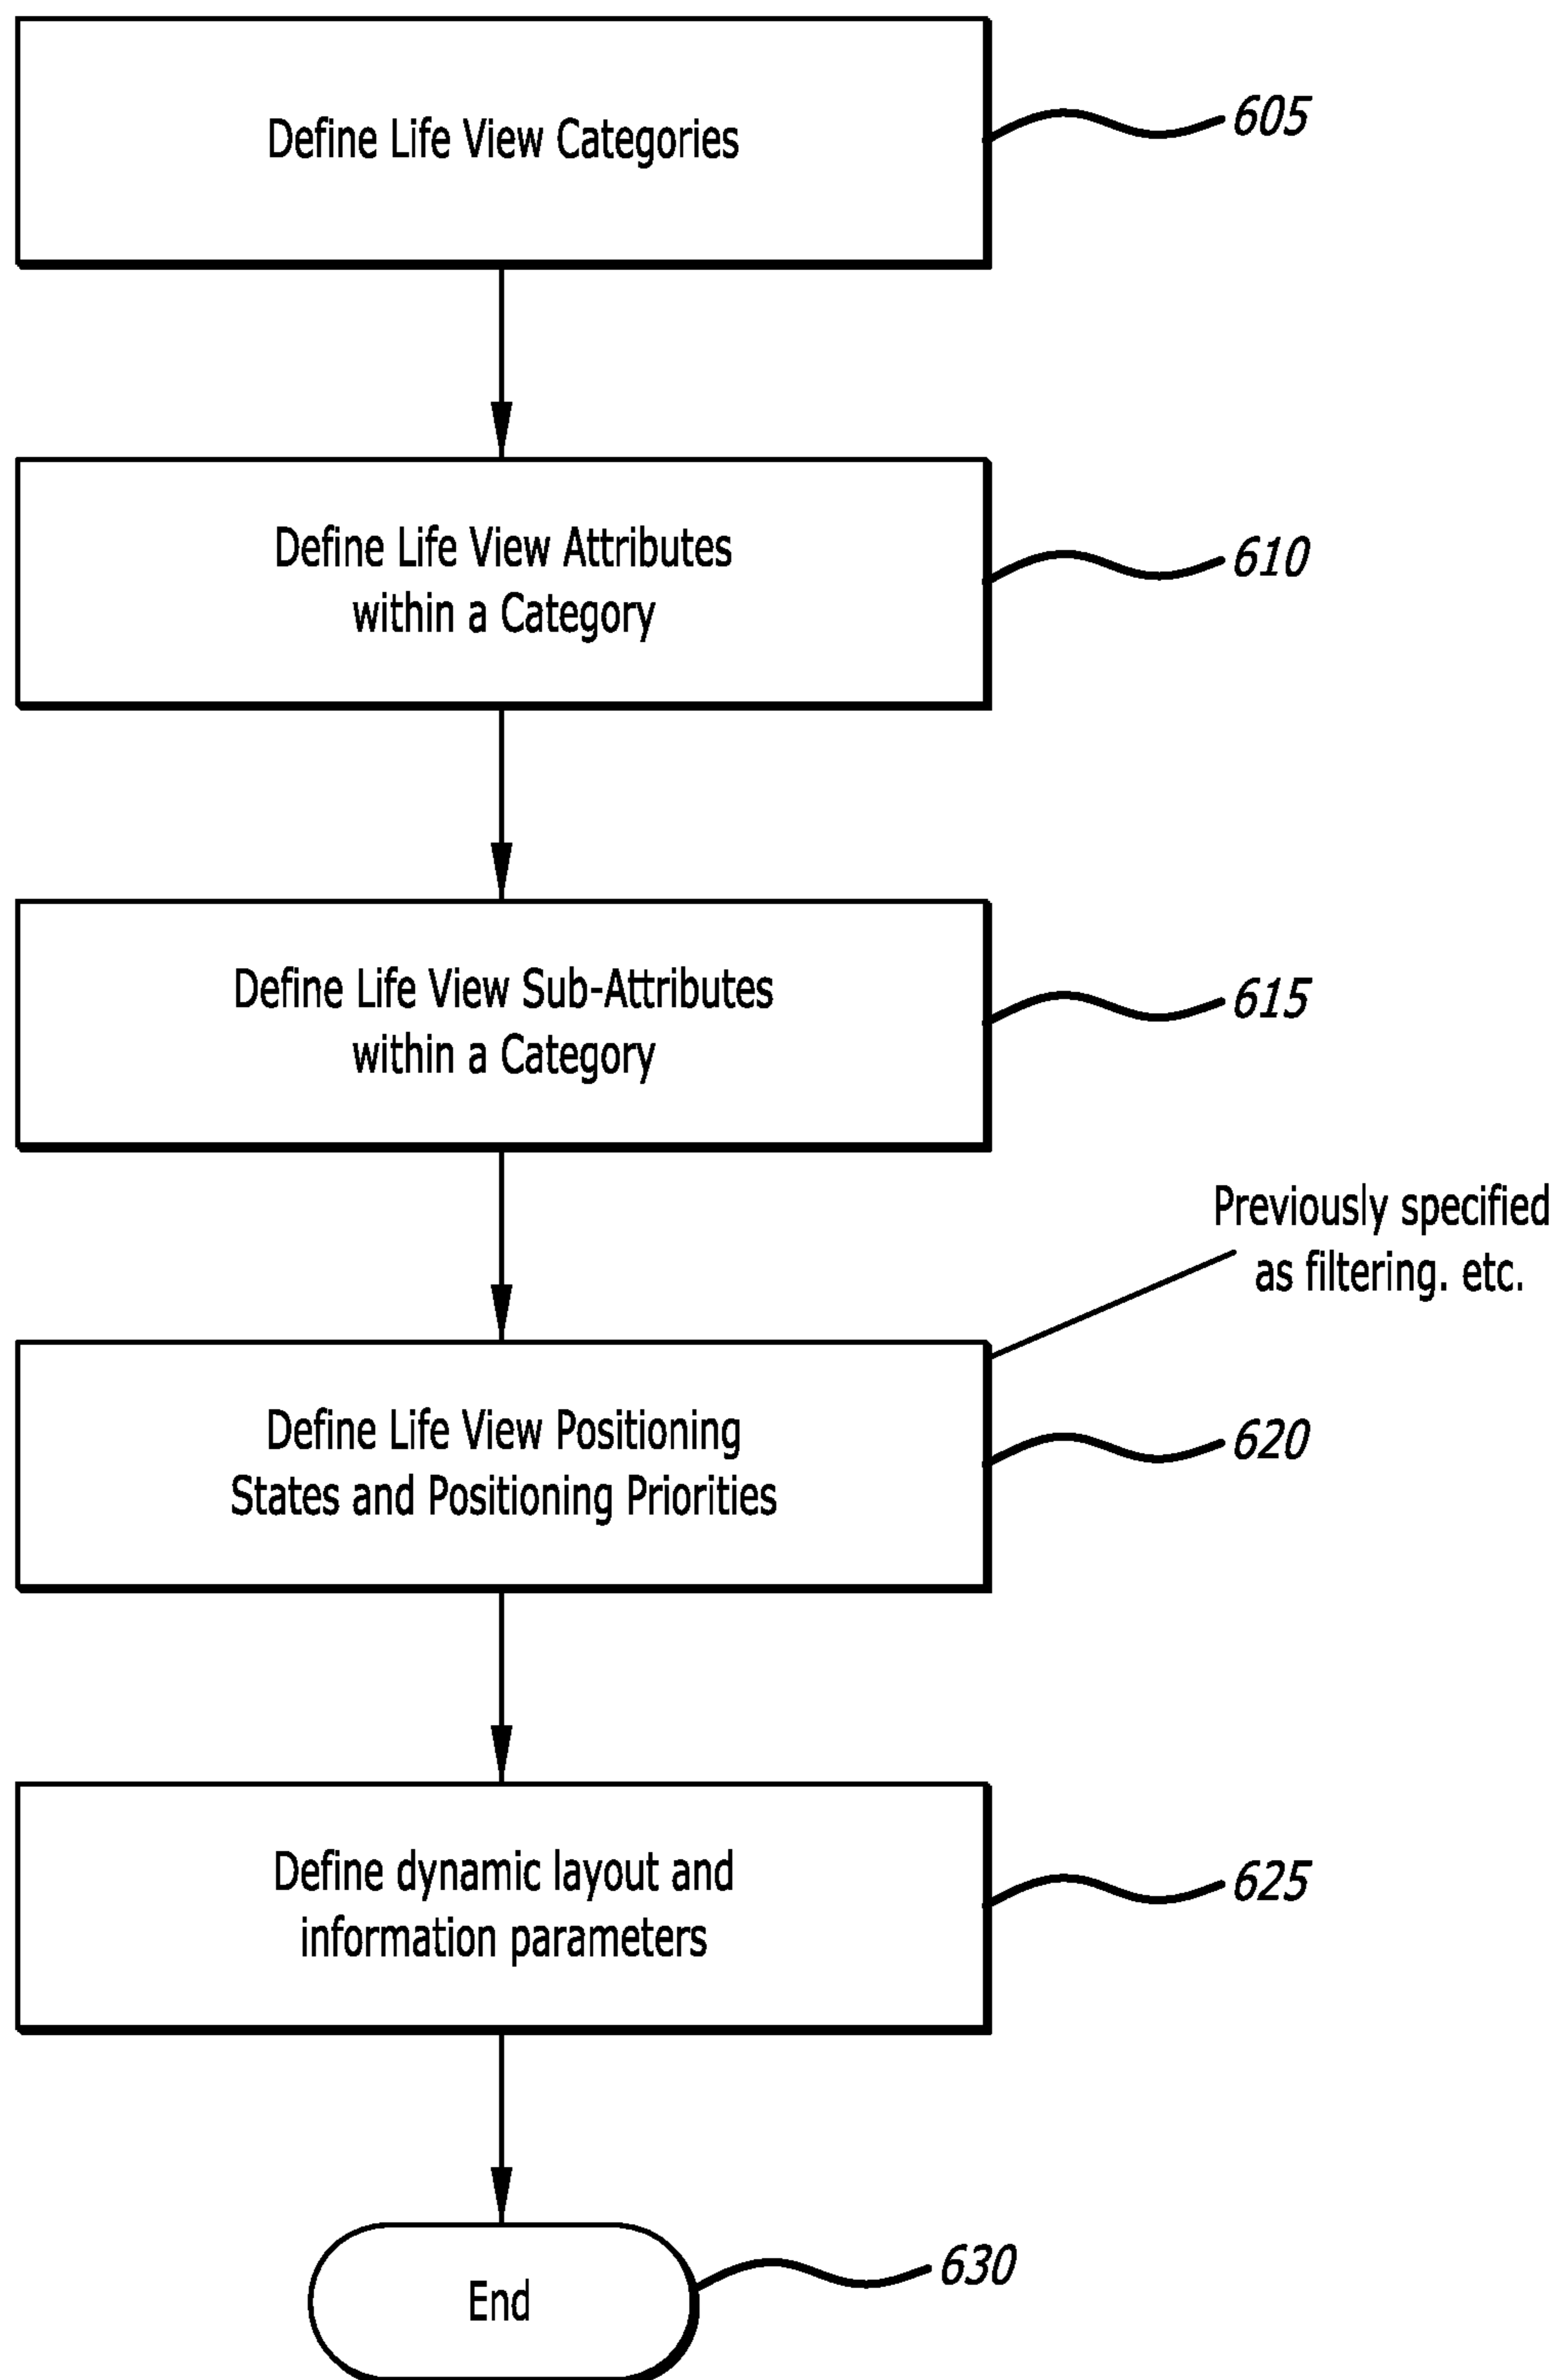 Define Life View Categories
605
Define Life View Attributes
within a Category
610
Define Life View Sub-Attributes
within a Category
615
Previously specified
as filtering. etc.
Define Life View Positioning
States and Positioning Priorities
620
Define dynamic layout and
information parameters
625
End
630